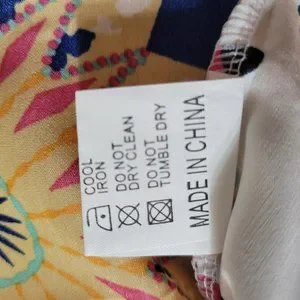 COOL
IRON
DO NOT
DRY CLEAN
DO NOT
TUMBLE DRY
MADE IN CHINA